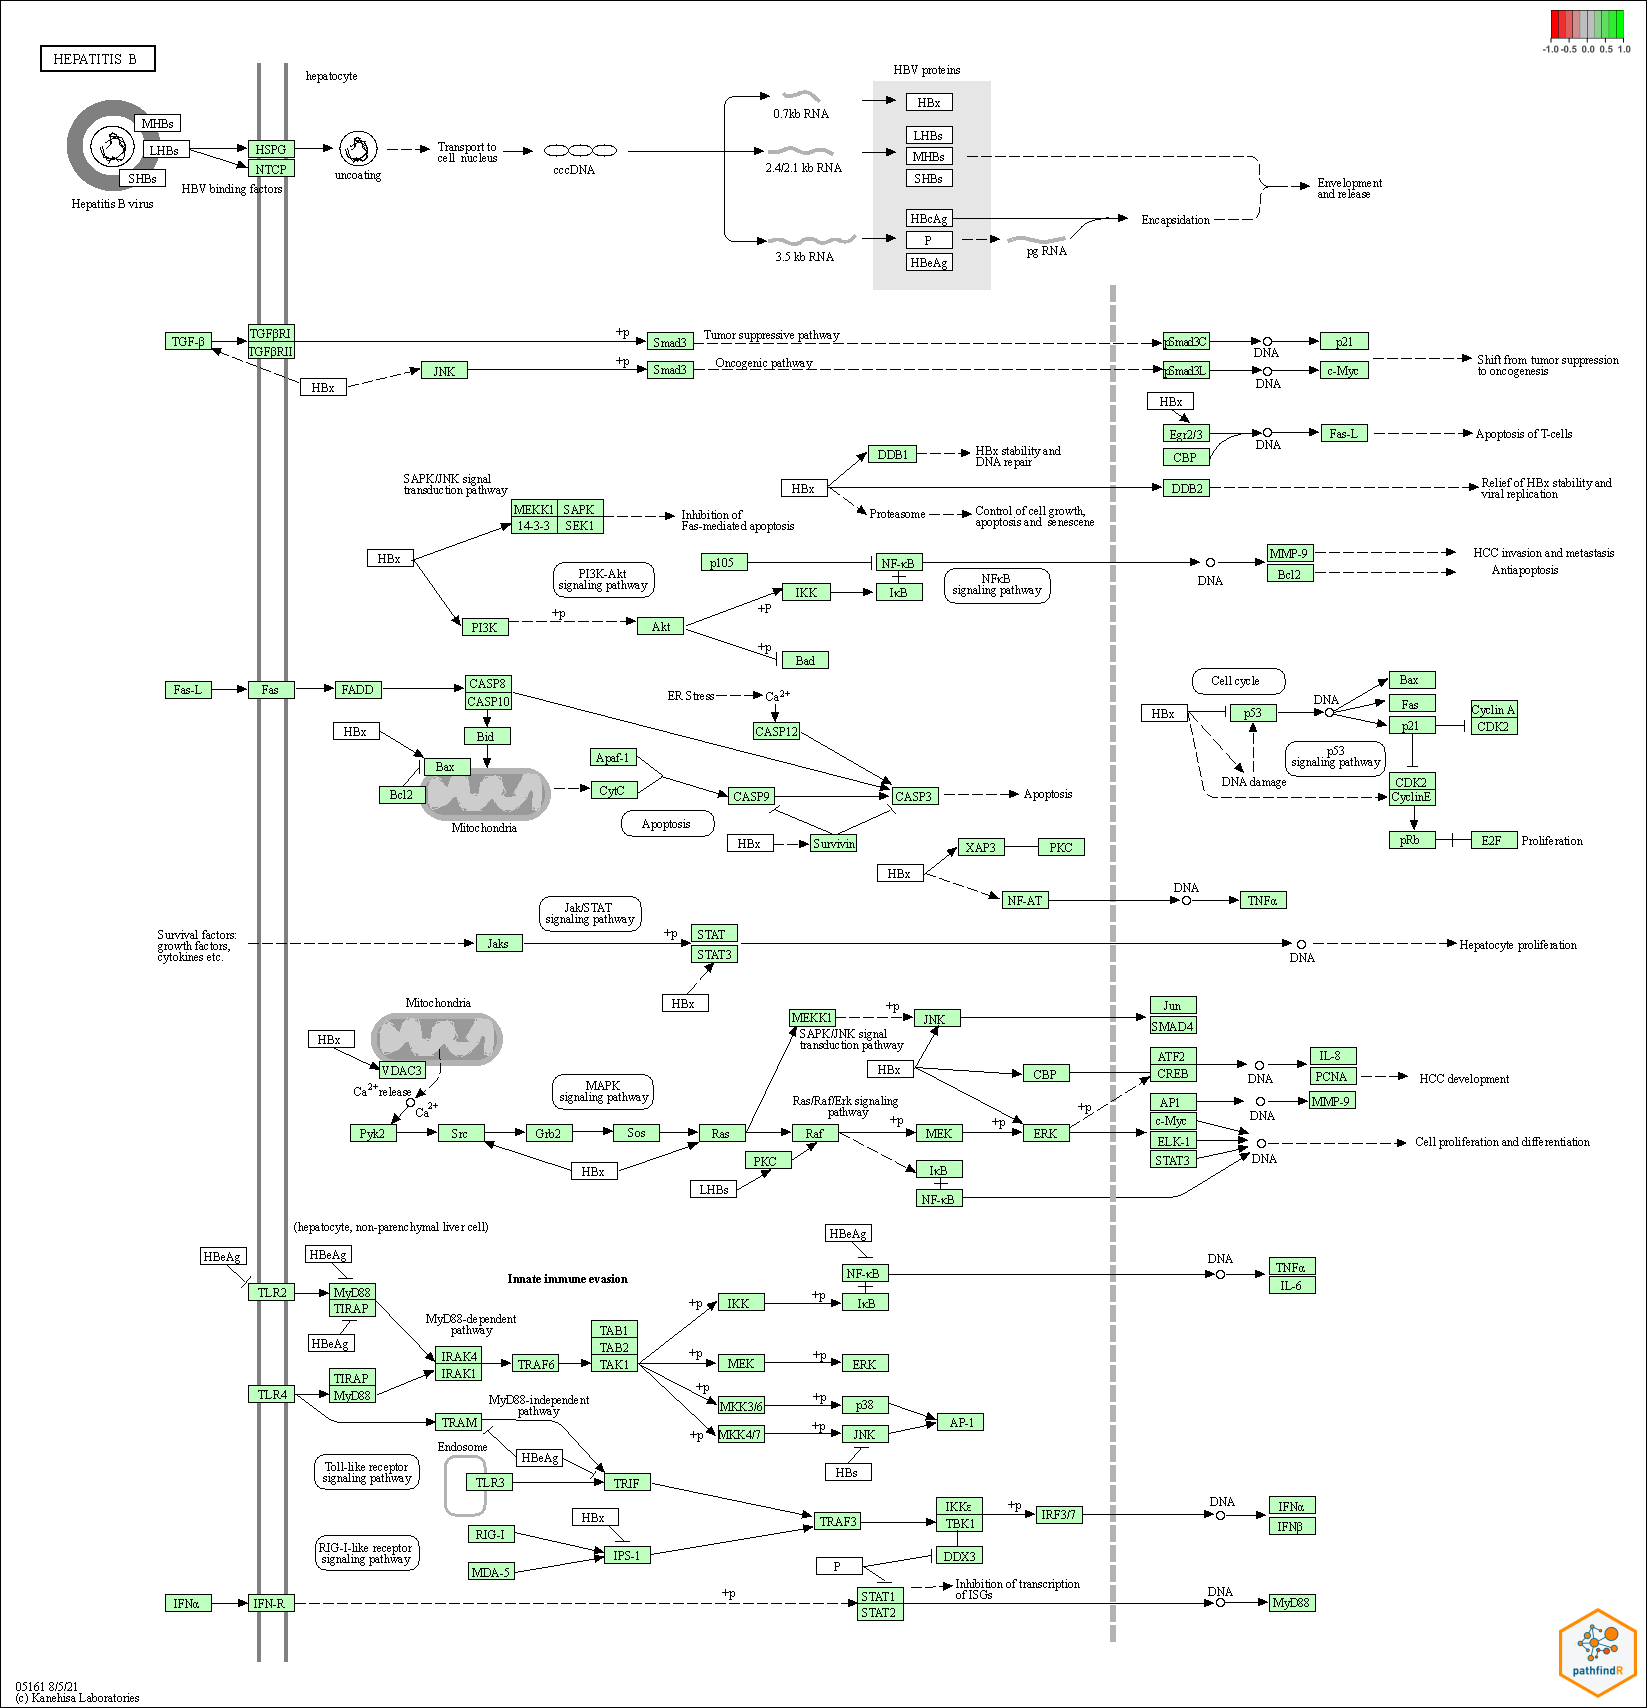 -1.0 -0.5 0.0 0.5 1.0
HEPATITIS B
hepatocyte
HBV proteins
MHBs
LHBs
SHBs
Hepatitis B virus
HSPG
NTCP
HBV binding factors
uncoating
Transport to
cell nucleus
cccDNA
0.7kb RNA
2.4/2.1 kb RNA
3.5 kb RNA
HBx
LHBs
MHBs
SHBs
HBcAg
P
HBeAg
pg RNA
Encapsidation
Envelopment
and release
TGF-β
TGFβRI
TGFβRII
+p
Smad3
Tumor suppressive pathway
pSmad3C
DNA
p21
HBx
JNK
+p
Smad3
Oncogenic pathway
pSmad3L
DNA
c-Myc
Shift from tumor suppression
to oncogenesis
HBx
Egr2/3
CBP
DNA
Fas-L
Apoptosis of T-cells
HBx
DDB1
HBx stability and
DNA repair
DDB2
Relief of HBx stability and
viral replication
Proteasome
Control of cell growth,
apoptosis and senescene
SAPK/JNK signal
transduction pathway
MEKK1
SAPK
14-3-3
SEK1
Inhibition of
Fas-mediated apoptosis
HBx
PI3K-Akt
signaling pathway
p105
NF-κB
IKK
IκB
NFκB
signaling pathway
DNA
MMP-9
Bcl2
HCC invasion and metastasis
Antiapoptosis
PI3K
+p
Akt
+P
+p
Bad
Fas-L
Fas
FADD
CASP8
CASP10
ER Stress
Ca2+
CASP12
HBx
Bid
Bax
Bcl2
Mitochondria
Apaf-1
CytC
CASP9
CASP3
Apoptosis
Apoptosis
HBx
Survivin
Cell cycle
HBx
p53
DNA
Bax
Fas
p21
Cyclin A
CDK2
p53
signaling pathway
DNA damage
CDK2
CyclinE
pRb
E2F
Proliferation
HBx
XAP3
PKC
NF-AT
DNA
TNFα
Jak/STAT
signaling pathway
Survival factors:
growth factors,
cytokines etc.
Jaks
+p
STAT
STAT3
HBx
DNA
Hepatocyte proliferation
Mitochondria
HBx
VDAC3
Ca2+ release
Ca2+
MAPK
signaling pathway
Pyk2
Src
Grb2
Sos
Ras
HBx
MEKK1
+p
JNK
SAPK/JNK signal
transduction pathway
HBx
CBP
Ras/Raf/Erk signaling
pathway
Raf
+p
MEK
+p
ERK
+p
PKC
LHBs
IκB
NF-κB
Jun
SMAD4
ATF2
CREB
AP1
c-Myc
ELK-1
STAT3
DNA
IL-8
PCNA
HCC development
DNA
MMP-9
DNA
Cell proliferation and differentiation
(hepatocyte, non-parenchymal liver cell)
HBeAg
HBeAg
TLR2
MyD88
TIRAP
HBeAg
Innate immune evasion
MyD88-dependent
pathway
TLR4
TIRAP
MyD88
IRAK4
IRAK1
TRAF6
TAB1
TAB2
TAK1
HBeAg
NF-κB
DNA
TNFα
IL-6
+p
IKK
+p
IκB
+p
MEK
+p
ERK
+p
MKK3/6
+p
p38
+p
MKK4/7
+p
JNK
AP-1
HBs
MyD88-independent
pathway
TRAM
Endosome
HBeAg
Toll-like receptor
signaling pathway
TLR3
TRIF
HBx
RIG-I
MDA-5
IPS-1
RIG-I-like receptor
signaling pathway
TRAF3
IKKε
TBK1
DDX3
+p
IRF3/7
DNA
IFNα
IFNβ
P
IFNα
IFN-R
+p
STAT1
STAT2
Inhibition of transcription
of ISGs
DNA
MyD88
05161 8/5/21
(c) Kanehisa Laboratories
pathfindR